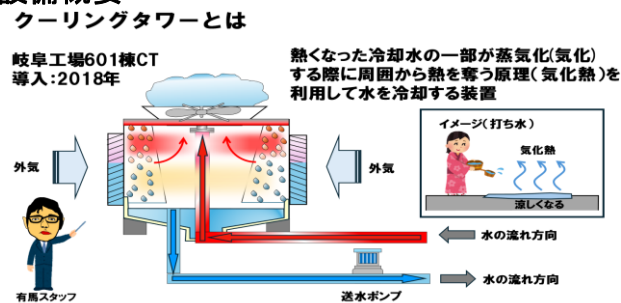 設備概要
クーリングタワーとは
岐阜工場601棟CT
導入:2018年
熱くなった冷却水の一部が蒸気化(気化)
する際に周囲から熱を奪う原理(気化熱)を
利用して水を冷却する装置
イメージ(打ち水)
気化熱
涼しくなる
外気
外気
水の流れ方向
水の流れ方向
送水ポンプ
有馬スタッフ